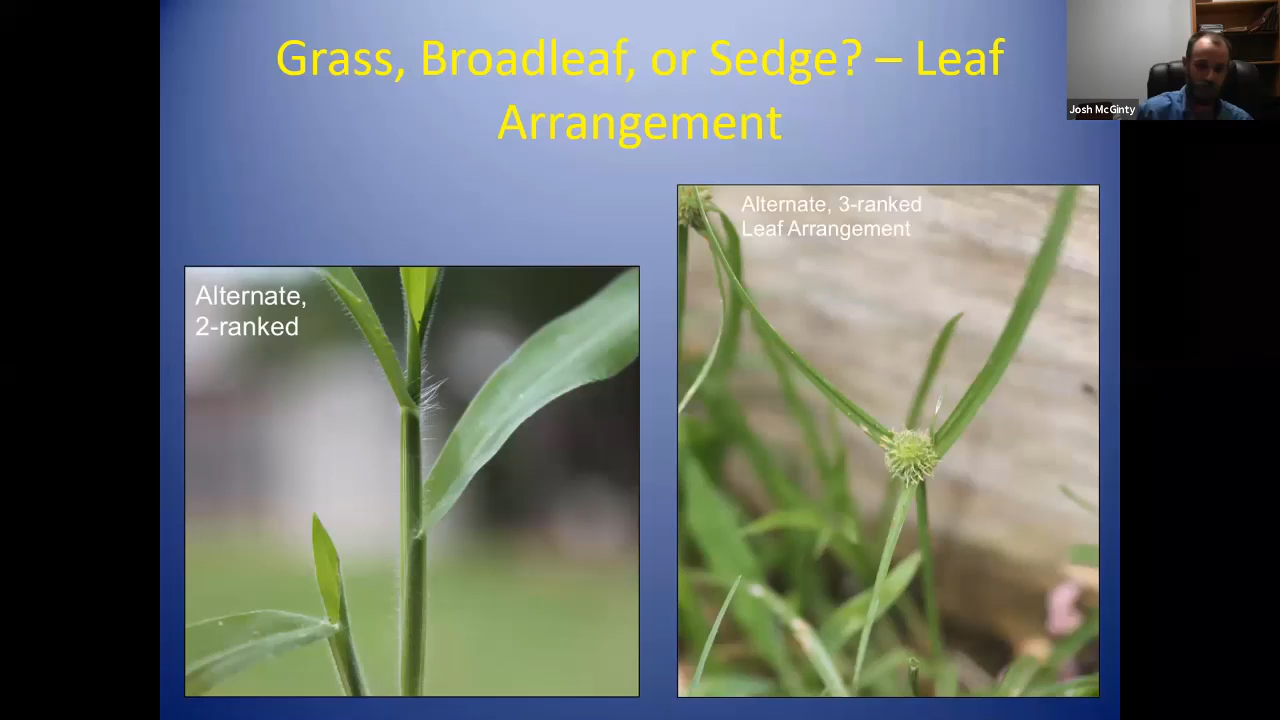 Grass, Broadleaf, or Sedge? – Leaf
Arrangement
Josh McGinty
Alternate, 3-ranked
Leaf Arrangement
Alternate,
2-ranked